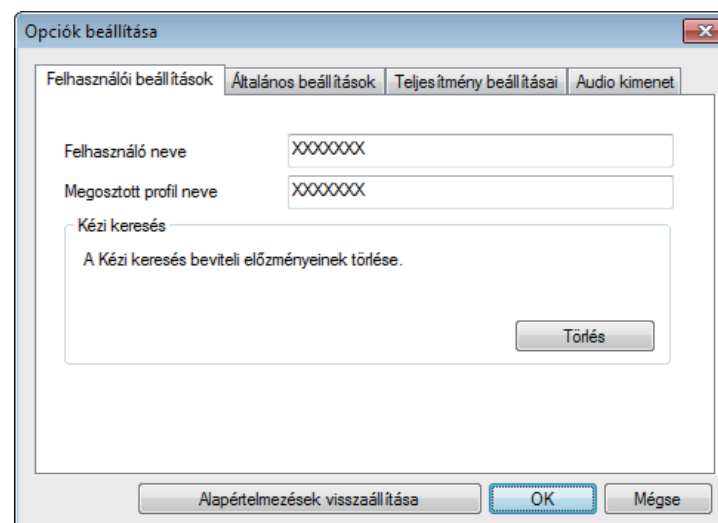 Opciók beállítása
Felhasználói beállítások Általános beállítások Teljesítmény beállításai Audio kimenet
Felhasználó neve XXXXXXX
Megosztott profil neve XXXXXXX
Kézi keresés
A Kézi keresés beviteli előzményeinek törlése.
Törlés
Alapértelmezések visszaállítása OK Mégse